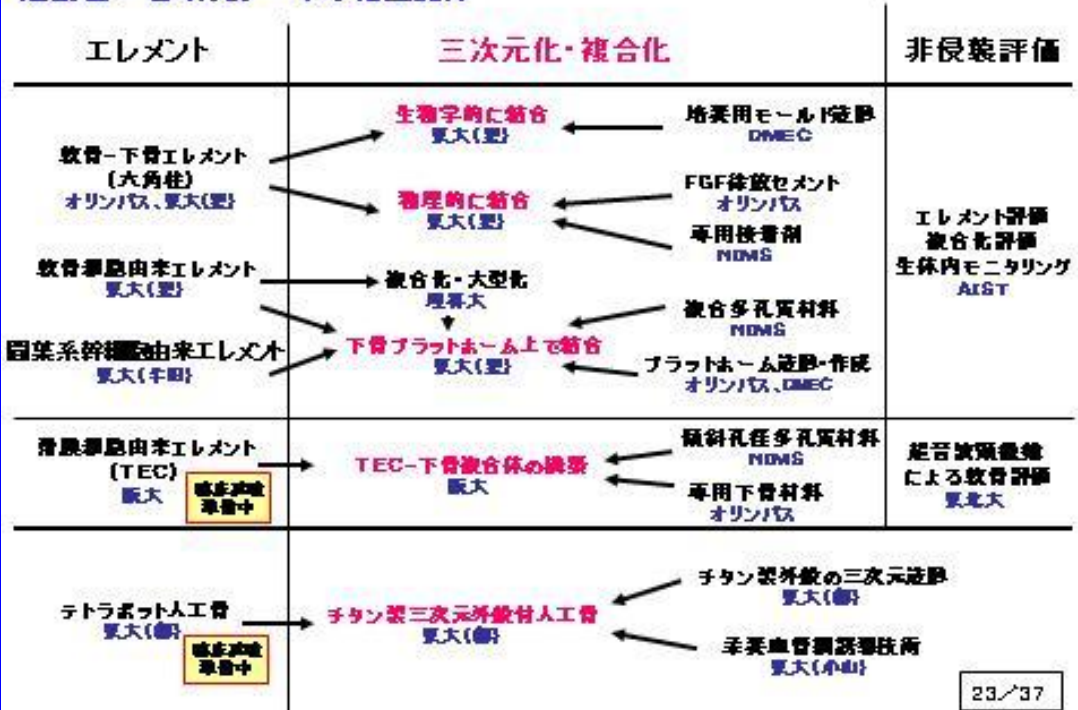 エレメント
三次元化・複合化
非侵襲評価
軟骨-下骨エレメント
(六角柱)
オリンパス、東大(鄭)
生物学的に結合
東大(鄭)
培養用モールド造形
DMEC
物理的に結合
東大(鄭)
FGF徐放セメント
オリンパス
専用接着剤
NIMS
軟骨細胞由来エレメント
東大(鄭)
複合化・大型化
理科大
間葉系幹細胞由来エレメント
東大(牛田)
下骨プラットホーム上で結合
東大(鄭)
複合多孔質材料
NIMS
プラットホーム造形・作成
オリンパス、DMEC
エレメント評価
複合化評価
生体内モニタリング
AIST
滑膜細胞由来エレメント
(TEC)
阪大
臨床試験
準備中
TEC-下骨複合体の構築
阪大
傾斜孔径多孔質材料
NIMS
専用下骨材料
オリンパス
超音波顕微鏡
による軟骨評価
東北大
テトラポット人工骨
東大(鄭)
臨床試験
準備中
チタン製三次元外殻付人工骨
東大(鄭)
チタン製外殻の三次元造形
東大(鄭)
栄養血管網誘導技術
東大(小山)
23/37